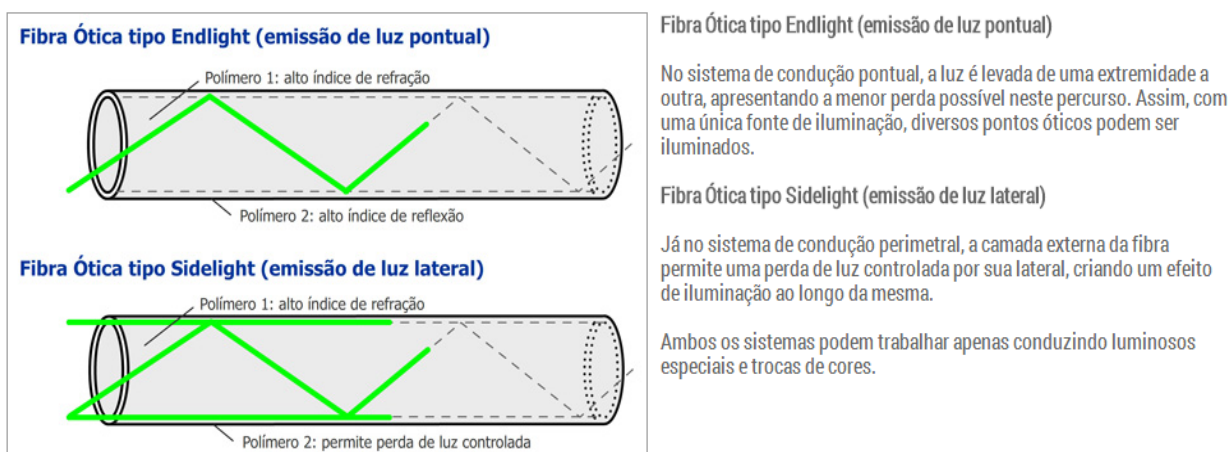 Fibra Ótica tipo Endlight (emissão de luz pontual)
Polímero 1: alto índice de refração
Polímero 2: alto índice de reflexão
Fibra Ótica tipo Sidelight (emissão de luz lateral)
Polímero 1: alto índice de refração
Polímero 2: permite perda de luz controlada
Fibra Ótica tipo Endlight (emissão de luz pontual)
No sistema de condução pontual, a luz é levada de uma extremidade a
outra, apresentando a menor perda possível neste percurso. Assim, com
uma única fonte de iluminação, diversos pontos óticos podem ser
iluminados.
Fibra Ótica tipo Sidelight (emissão de luz lateral)
Já no sistema de condução perimetral, a camada externa da fibra
permite uma perda de luz controlada por sua lateral, criando um efeito
de iluminação ao longo da mesma.
Ambos os sistemas podem trabalhar apenas conduzindo luminosos
especiais e trocas de cores.